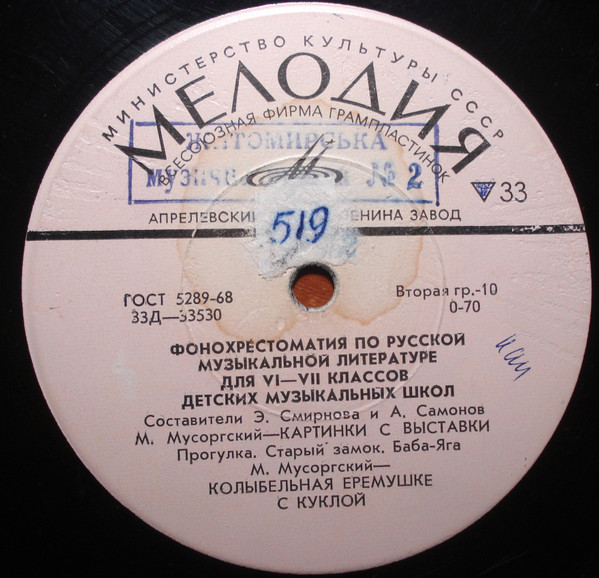 МИНИСТЕРСТВО КУЛЬТУРЫ СССР
МЕЛОДИЯ
ВСЕСОЮЗНАЯ ФИРМА ГРАМПЛАСТИНОК
ЖИТОМИРСЬКА
№ 2
33
АПРЕЛЕВСКИЙ ЗАВОД
519
ГОСТ 5289-68
33Д—33530
Вторая гр.-10
0-70
ФОНОХРЕСТОМАТИЯ ПО РУССКОЙ
МУЗЫКАЛЬНОЙ ЛИТЕРАТУРЕ
ДЛЯ VI—VII КЛАССОВ
ДЕТСКИХ МУЗЫКАЛЬНЫХ ШКОЛ
Составители Э. Смирнова и А. Самонов
М. Мусоргский—КАРТИНКИ С ВЫСТАВКИ
Прогулка. Старый замок. Баба-Яга
М. Мусоргский—
КОЛЫБЕЛЬНАЯ ЕРЕМУШКЕ
С КУКЛОЙ